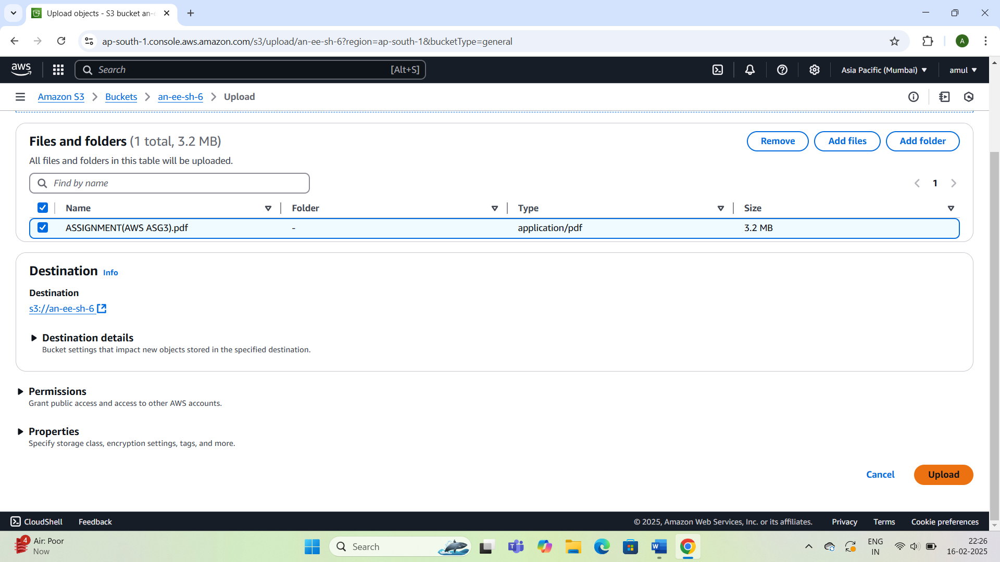 Upload objects - S3 bucket an-e
ap-south-1.console.aws.amazon.com/s3/upload/an-ee-sh-6?region=ap-south-1&bucketType=general
A
aws
Search
[Alt+S]
Asia Pacific (Mumbai)
amul
Amazon S3
Buckets
an-ee-sh-6
Upload
Files and folders (1 total, 3.2 MB)
Remove
Add files
Add folder
All files and folders in this table will be uploaded.
Find by name
1
Name
Folder
Type
Size
ASSIGNMENT(AWS ASG3).pdf
-
application/pdf
3.2 MB
Destination Info
Destination
s3://an-ee-sh-6
Destination details
Bucket settings that impact new objects stored in the specified destination.
Permissions
Grant public access and access to other AWS accounts.
Properties
Specify storage class, encryption settings, tags, and more.
Cancel
Upload
CloudShell
Feedback
© 2025, Amazon Web Services, Inc. or its affiliates.
Privacy
Terms
Cookie preferences
4
Air: Poor
Now
Search
ENG
IN
22:26
16-02-2025